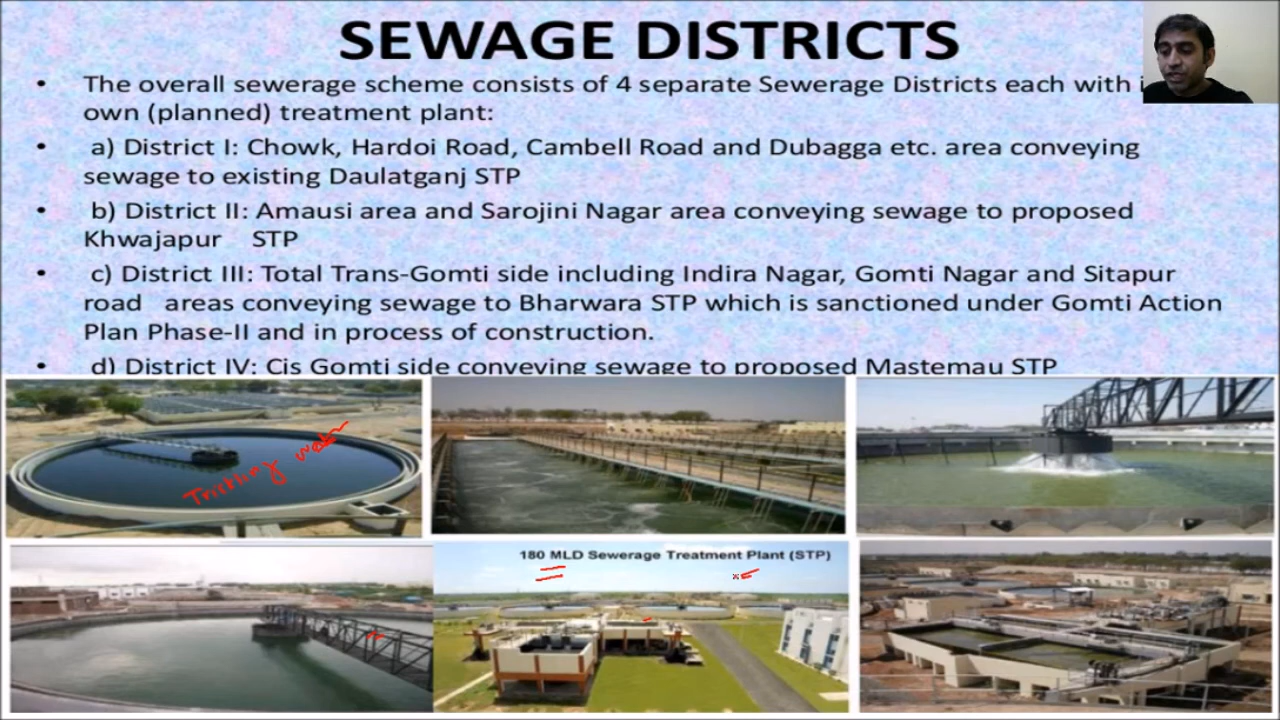 SEWAGE DISTRICTS
• The overall sewerage scheme consists of 4 separate Sewerage Districts each with
own (planned) treatment plant:
• a) District I: Chowk, Hardoi Road, Cambell Road and Dubagga etc. area conveying
sewage to existing Daulatganj STP
• b) District II: Amausi area and Sarojini Nagar area conveying sewage to proposed
Khwajapur STP
• c) District III: Total Trans-Gomti side including Indira Nagar, Gomti Nagar and Sitapur
road areas conveying sewage to Bharwara STP which is sanctioned under Gomti Action
Plan Phase-II and in process of construction.
• d) District IV: Cis Gomti side conveying sewage to proposed Mastemau STP
Trickling
180 MLD Sewerage Treatment Plant (STP)